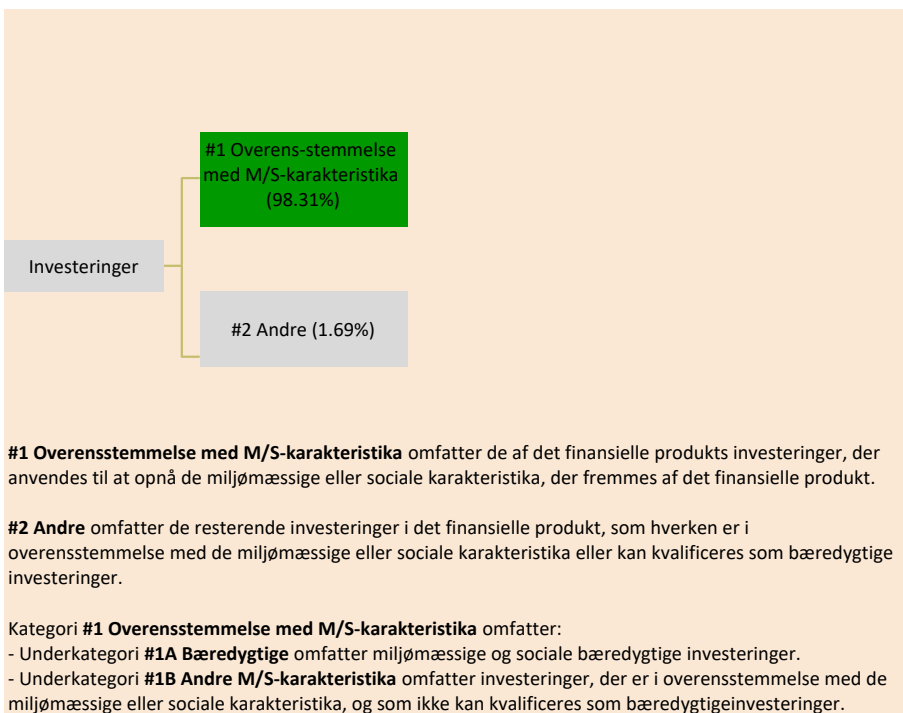 #1 Overens-stemmelse
med M/S-karakteristika
(98.31%)
Investeringer
#2 Andre (1.69%)
#1 Overensstemmelse med M/S-karakteristika omfatter de af det finansielle produkts investeringer, der
anvendes til at opnå de miljømæssige eller sociale karakteristika, der fremmes af det finansielle produkt.
#2 Andre omfatter de resterende investeringer i det finansielle produkt, som hverken er i
overensstemmelse med de miljømæssige eller sociale karakteristika eller kan kvalificeres som bæredygtige
investeringer.
Kategori #1 Overensstemmelse med M/S-karakteristika omfatter:
- Underkategori #1A Bæredygtige omfatter miljømæssige og sociale bæredygtige investeringer.
- Underkategori #1B Andre M/S-karakteristika omfatter investeringer, der er i overensstemmelse med de
miljømæssige eller sociale karakteristika, og som ikke kan kvalificeres som bæredygtigeinvesteringer.